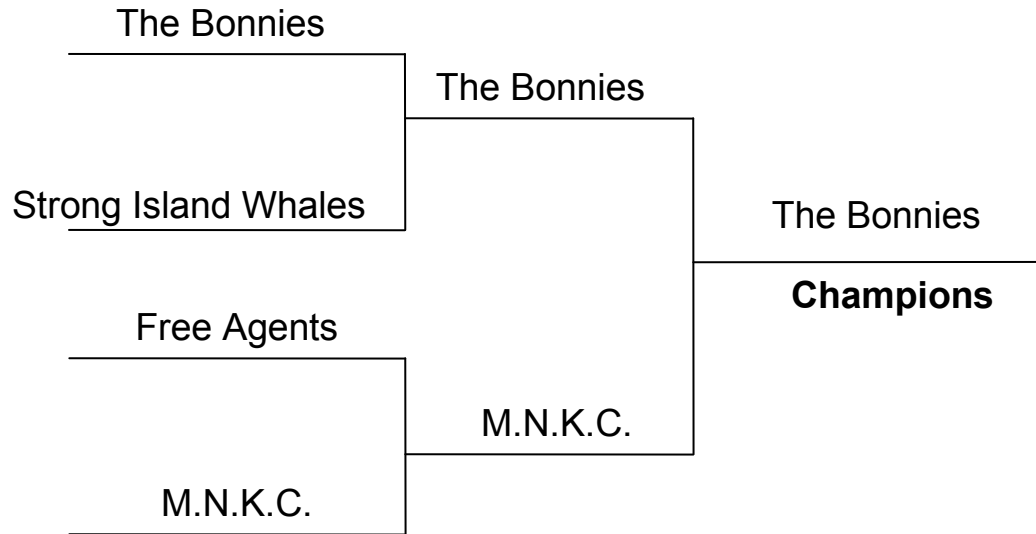 The Bonnies
The Bonnies
Strong Island Whales
The Bonnies
Champions
Free Agents
M.N.K.C.
M.N.K.C.